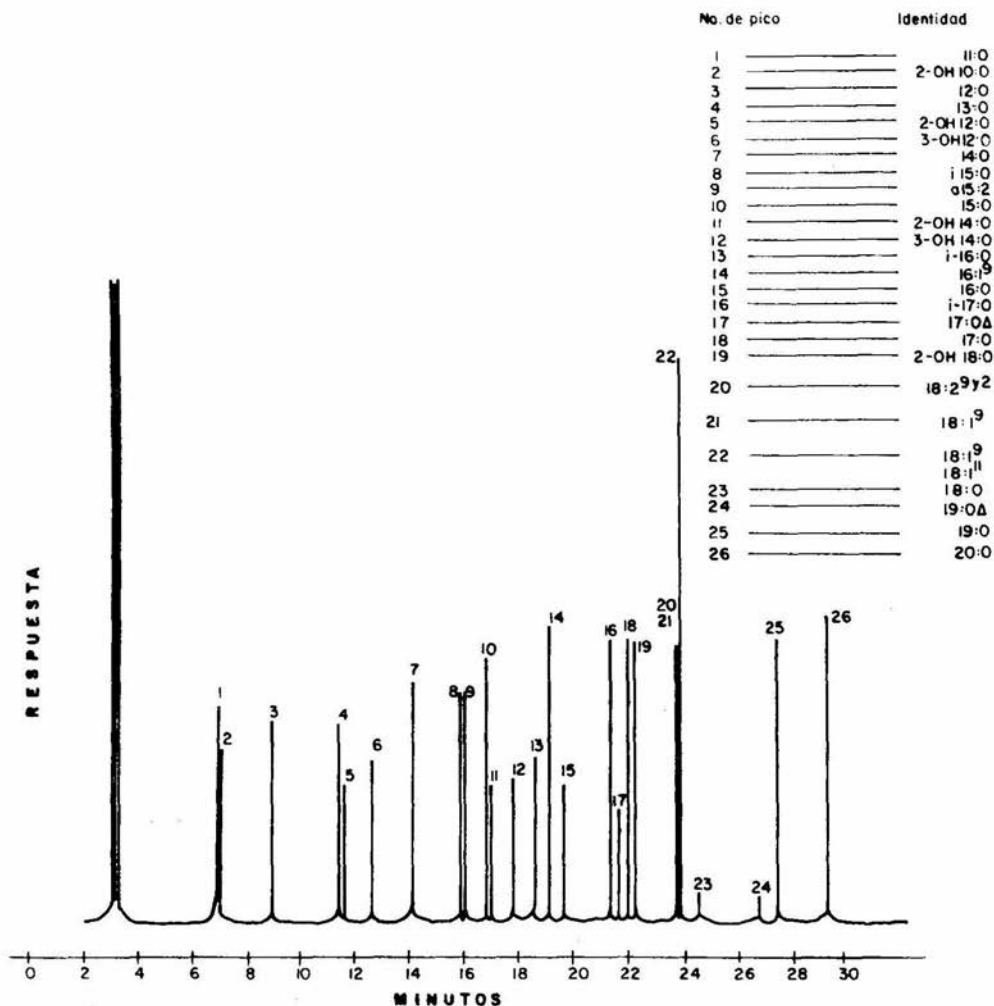 No. de pico Identidad
1 11:0
2 2-OH 10:0
3 12:0
4 13:0
5 2-OH 12:0
6 3-OH 12:0
7 14:0
8 i 15:0
9 a15:2
10 15:0
11 2-OH 14:0
12 3-OH 14:0
13 i-16:0
14 16:1⁹
15 16:0
16 i-17:0
17 17:0Δ
18 17:0
19 2-OH 18:0
20 18:2⁹ʸ²
21 18:1⁹
22 18:1⁹
18:1¹¹
23 18:0
24 19:0Δ
25 19:0
26 20:0
RESPUESTA
1
2
3
4
5
6
7
8
9
10
11
12
13
14
15
16
17
18
19
20
21
22
23
24
25
26
0 2 4 6 8 10 12 14 16 18 20 22 24 26 28 30
MINUTOS